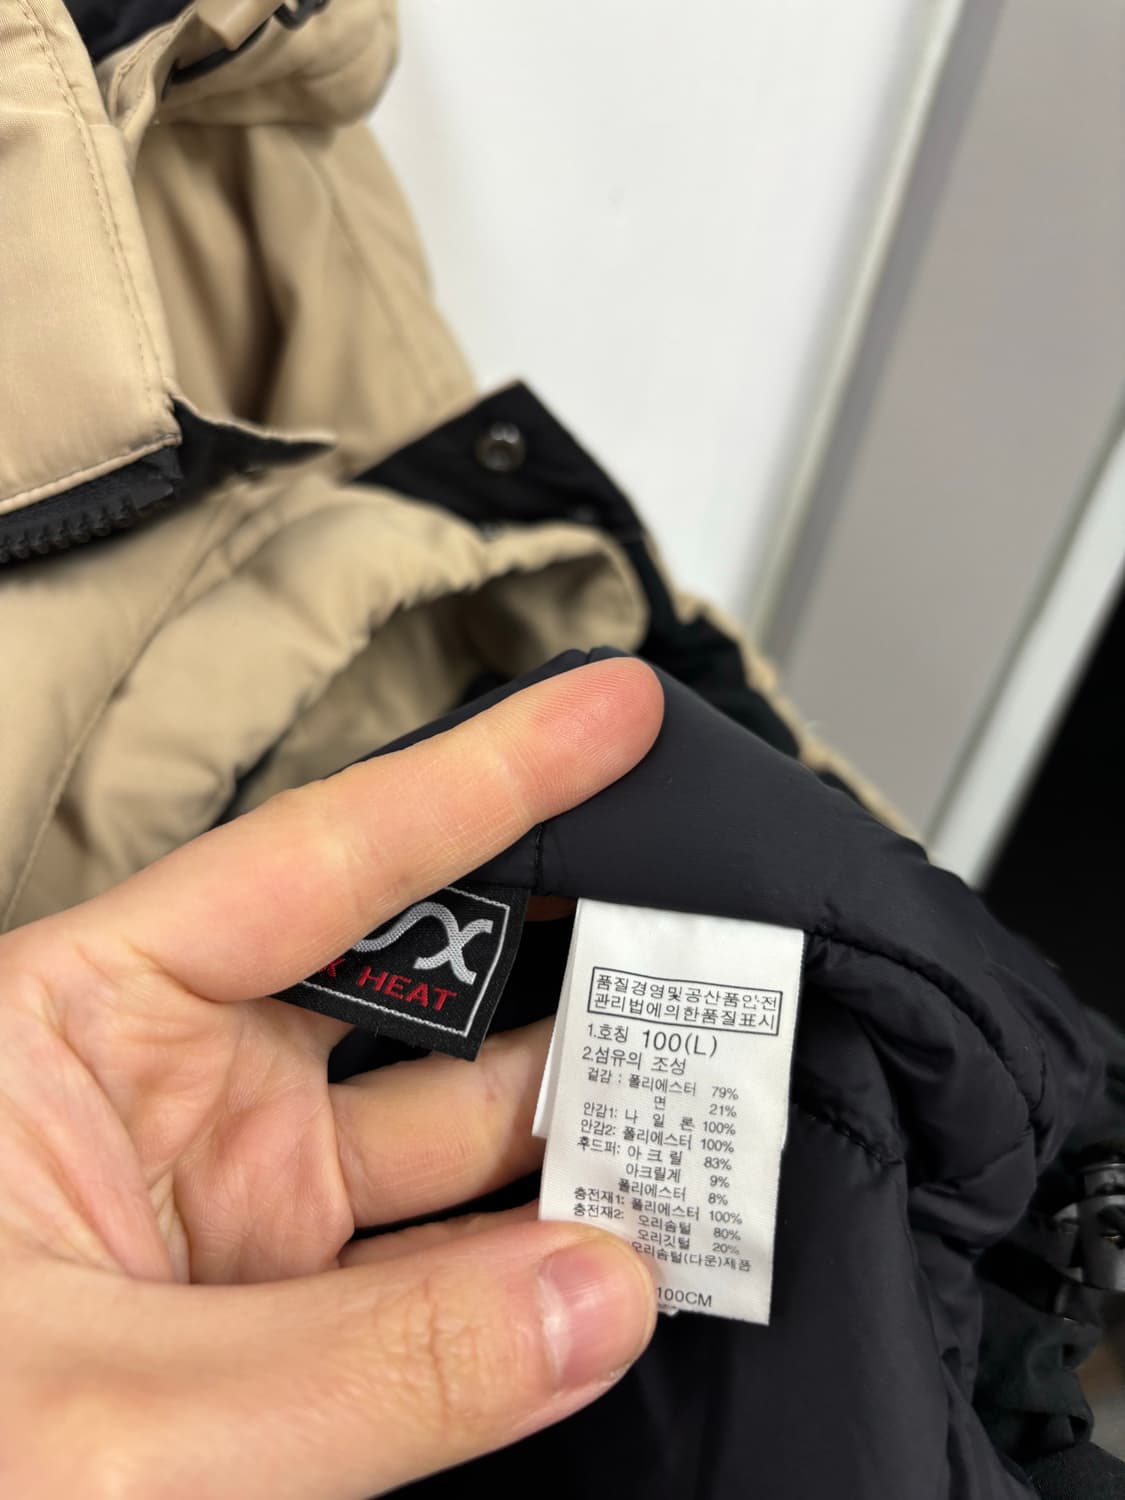 HEAT
품질경영및공산품안전
관리법에의한품질표시
1.호칭 100(L)
2.섬유의 조성
겉감 : 폴리에스터 79%
면 21%
안감1: 나 일 론 100%
안감2: 폴리에스터 100%
후드퍼: 아 크 릴 83%
아크릴계 9%
폴리에스터 8%
충전재1: 폴리에스터 100%
충전재2: 오리솜털 80%
오리깃털 20%
오리솜털(다운)제품
100CM